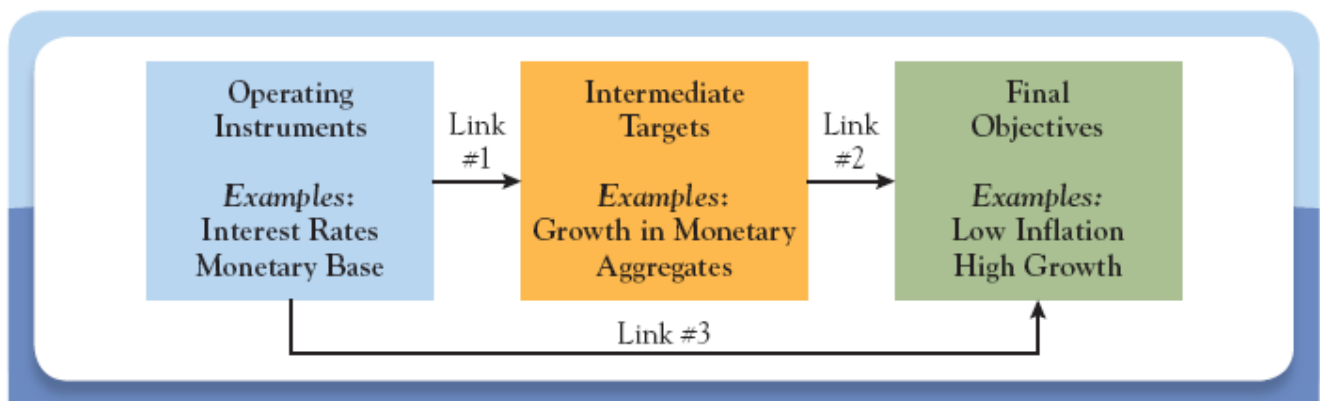 Operating
Instruments
Examples:
Interest Rates
Monetary Base
Link
#1
Intermediate
Targets
Examples:
Growth in Monetary
Aggregates
Link
#2
Final
Objectives
Examples:
Low Inflation
High Growth
Link #3